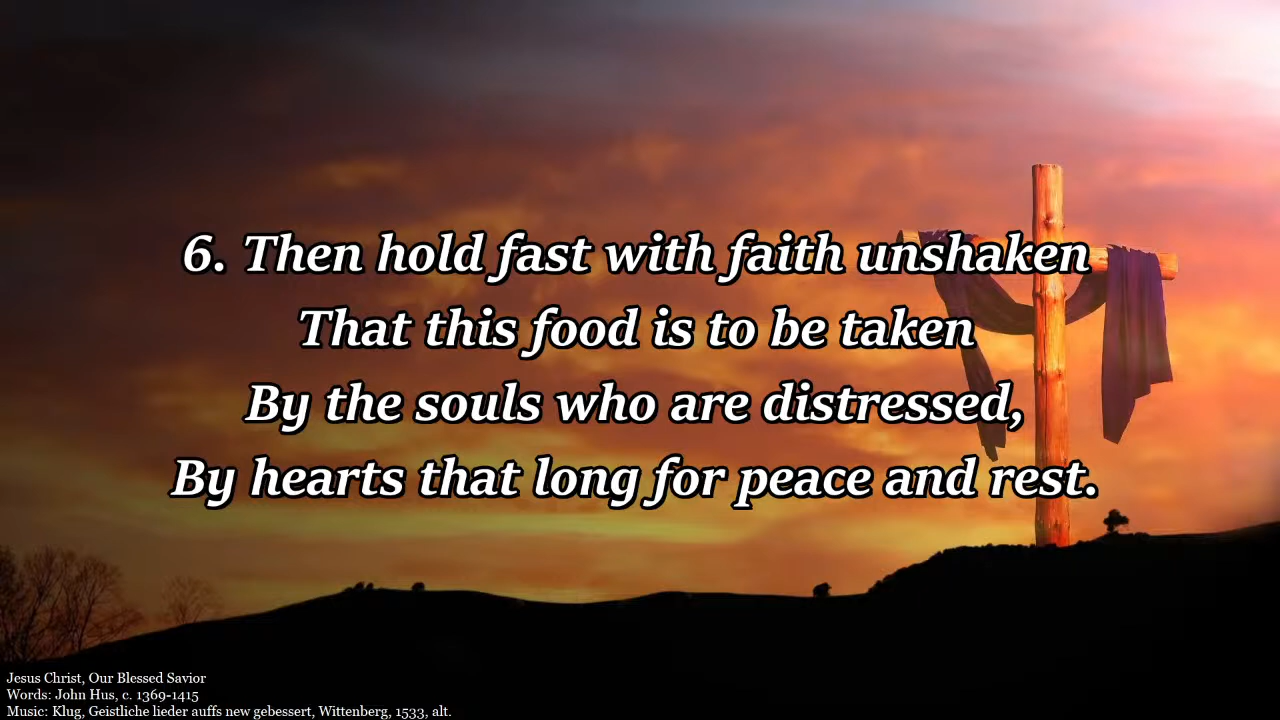 6. Then hold fast with faith unshaken
That this food is to be taken
By the souls who are distressed,
By hearts that long for peace and rest.
Jesus Christ, Our Blessed Savior
Words: John Hus, c. 1369-1415
Music: Klug, Geistliche lieder auffs new gebessert, Wittenberg, 1533, alt.